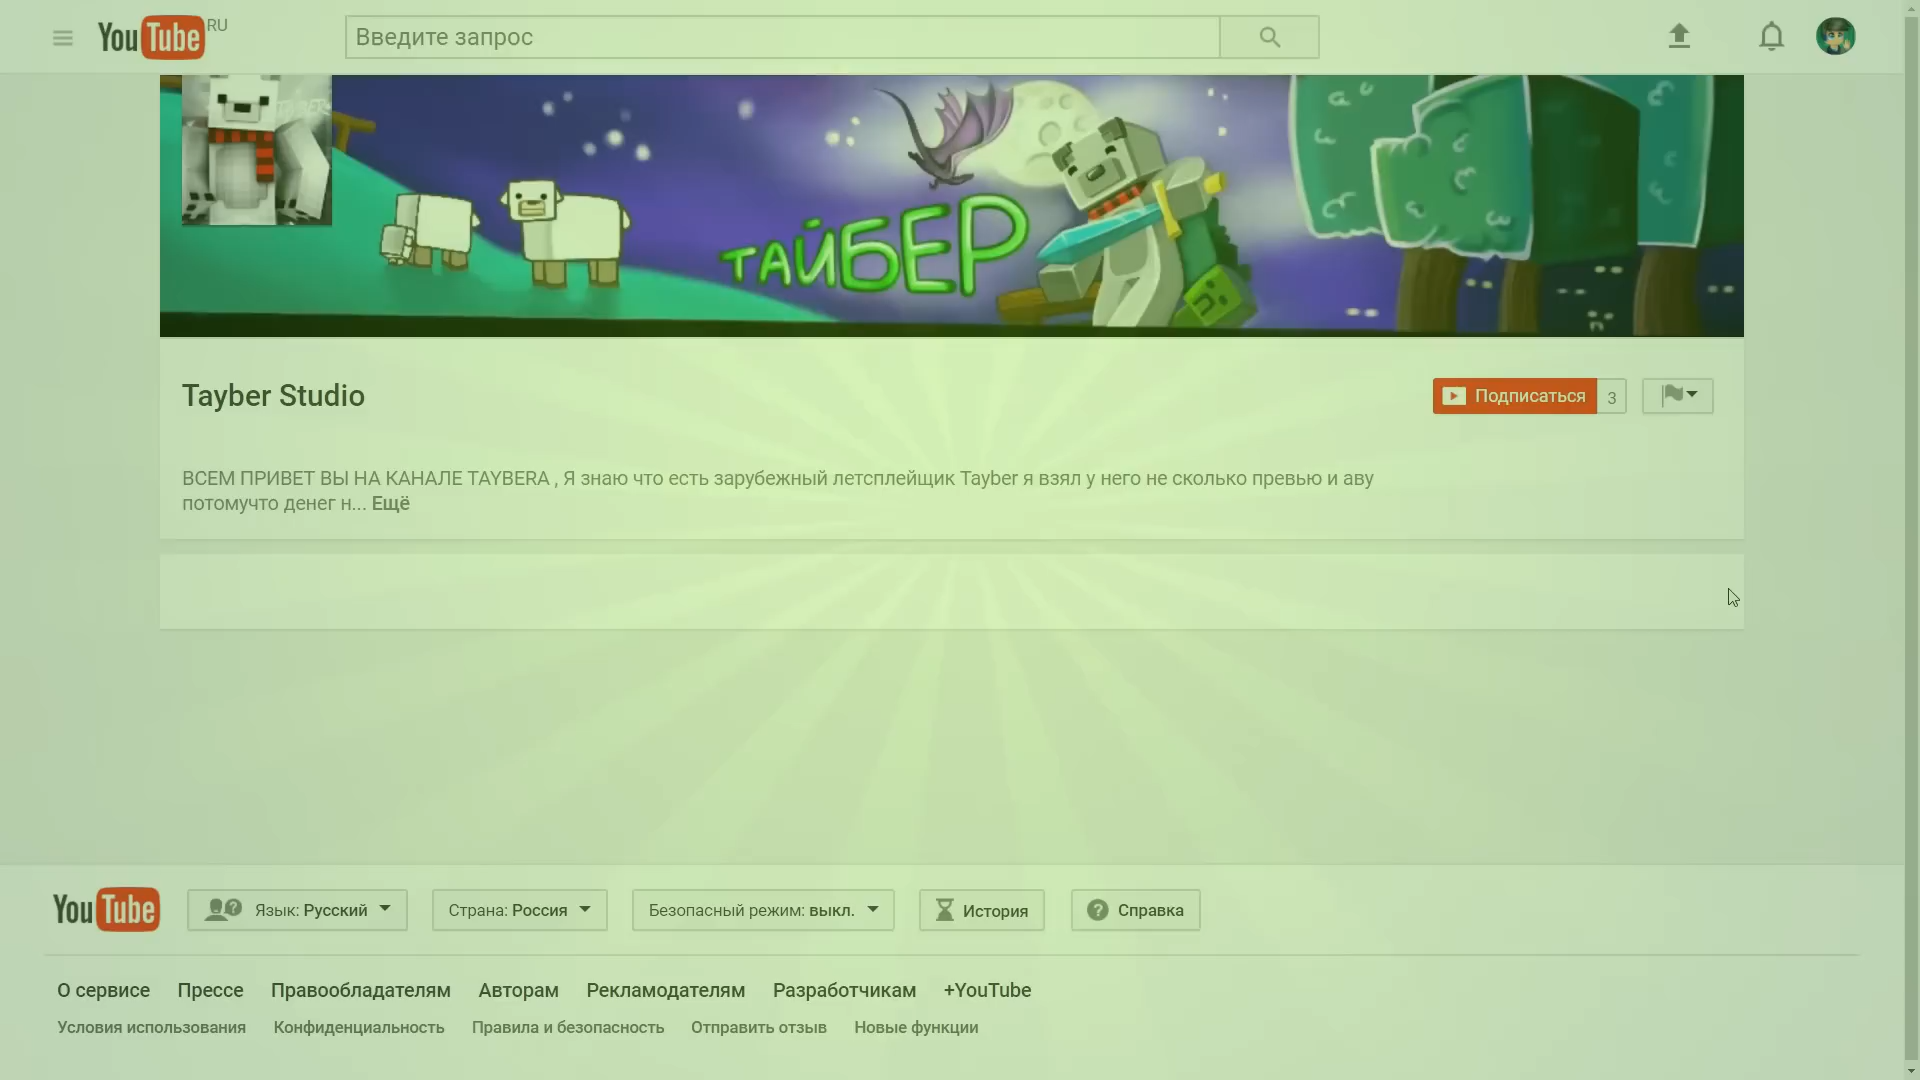 YouTube RU
Введите запрос
ТАЙБЕР
Tayber Studio
Подписаться 3
ВСЕМ ПРИВЕТ ВЫ НА КАНАЛЕ TAYBERA , Я знаю что есть зарубежный летсплейщик Tayber я взял у него не сколько превью и аву
потомучто денег н... Ещё
YouTube Язык: Русский Страна: Россия Безопасный режим: выкл. История Справка
О сервисе Прессе Правообладателям Авторам Рекламодателям Разработчикам +YouTube
Условия использования Конфиденциальность Правила и безопасность Отправить отзыв Новые функции